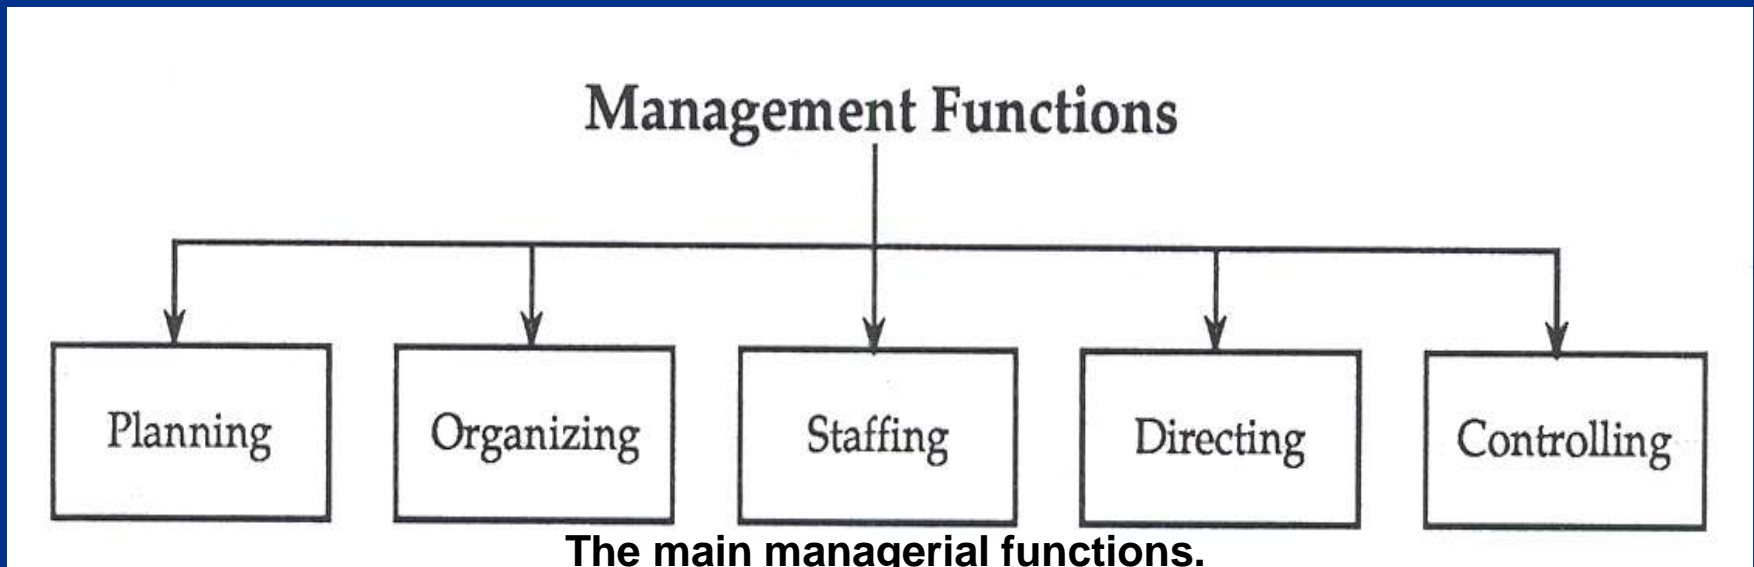 Management Functions
Planning Organizing Staffing Directing Controlling
The main managerial functions.